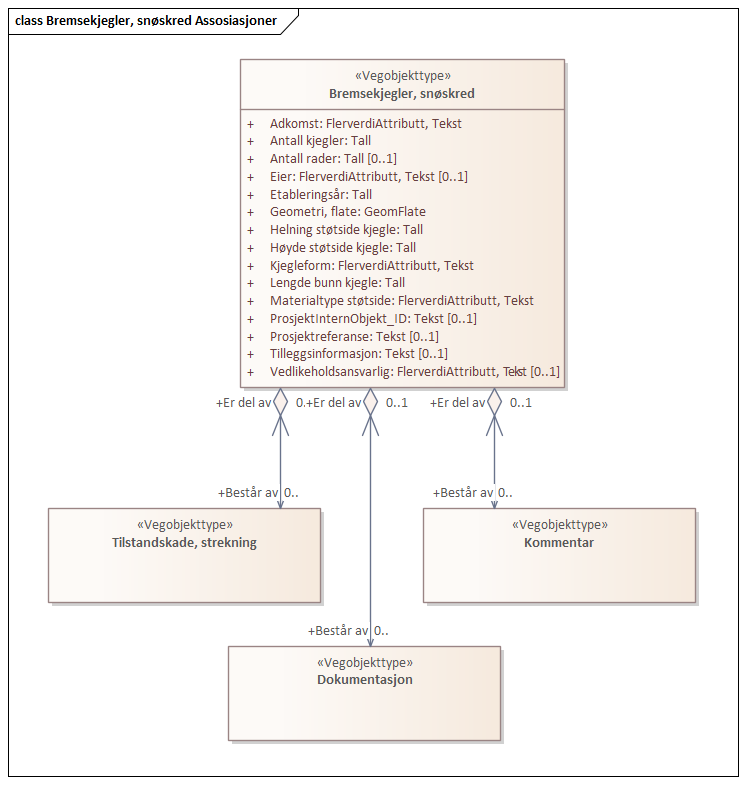 class Bremsekjegler, snøskred Assosiasjoner
«Vegobjekttype»
Bremsekjegler, snøskred
+ Adkomst: FlerverdiAttributt, Tekst
+ Antall kjegler: Tall
+ Antall rader: Tall [0..1]
+ Eier: FlerverdiAttributt, Tekst [0..1]
+ Etableringsår: Tall
+ Geometri, flate: GeomFlate
+ Helning støtside kjegle: Tall
+ Høyde støtside kjegle: Tall
+ Kjegleform: FlerverdiAttributt, Tekst
+ Lengde bunn kjegle: Tall
+ Materialtype støtside: FlerverdiAttributt, Tekst
+ ProsjektInternObjekt_ID: Tekst [0..1]
+ Prosjektreferanse: Tekst [0..1]
+ Tilleggsinformasjon: Tekst [0..1]
+ Vedlikeholdsansvarlig: FlerverdiAttributt, Tekst [0..1]
+Er del av 0.. +Er del av 0..1 +Er del av 0..1
+Består av 0.. +Består av 0..
«Vegobjekttype» «Vegobjekttype»
Tilstandskade, strekning Kommentar
+Består av 0..
«Vegobjekttype»
Dokumentasjon